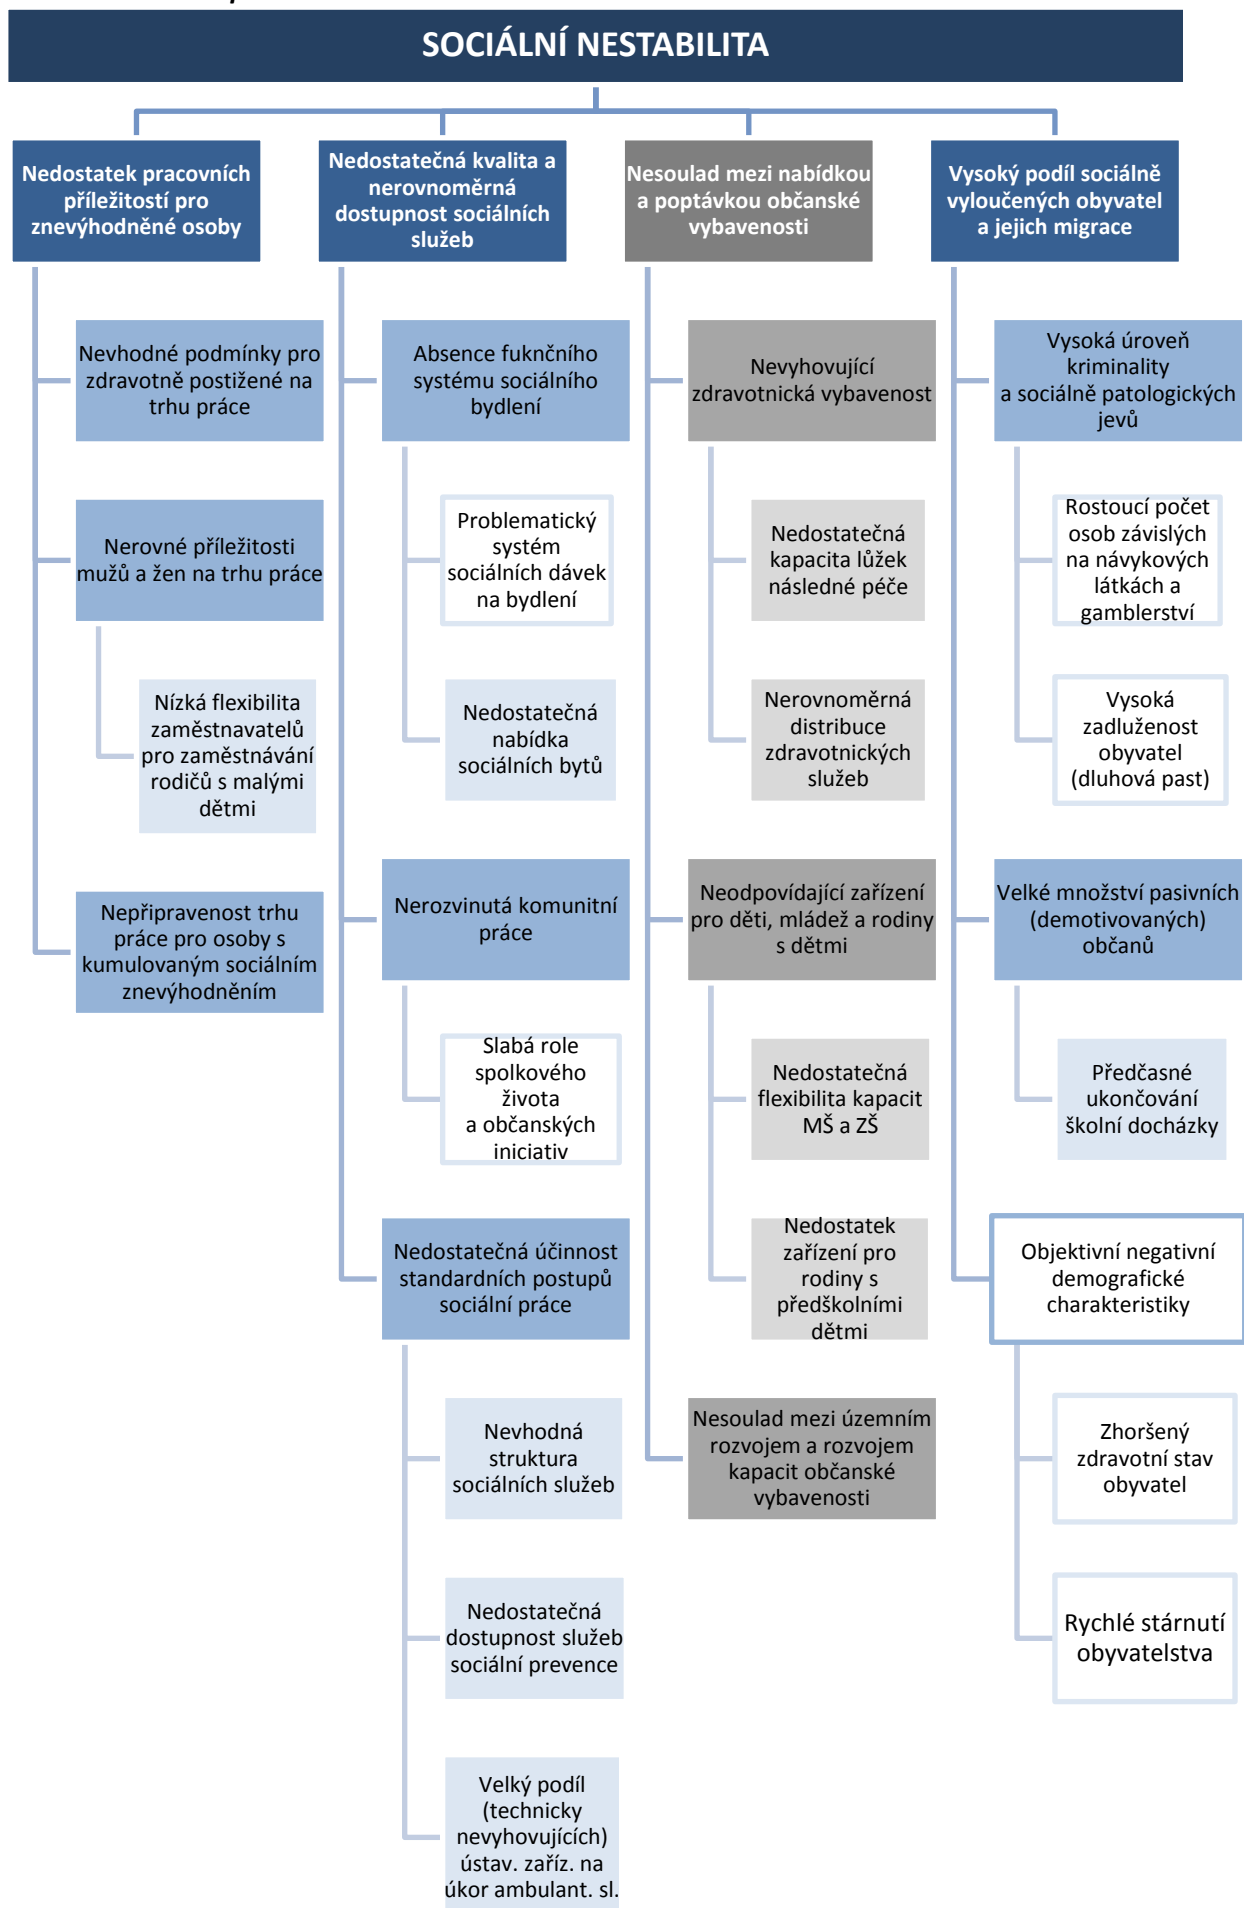 SOCIÁLNÍ NESTABILITA
Nedostatek pracovních
příležitostí pro
znevýhodněné osoby
Nevhodné podmínky pro
zdravotně postižené na
trhu práce
Nerovné příležitosti
mužů a žen na trhu práce
Nízká flexibilita
zaměstnavatelů
pro zaměstnávání
rodičů s malými
dětmi
Nepřipravenost trhu
práce pro osoby s
kumulovaným sociálním
znevýhodněním
Nedostatečná kvalita a
nerovnoměrná
dostupnost sociálních
služeb
Absence fuknčního
systému sociálního
bydlení
Problematický
systém
sociálních dávek
na bydlení
Nedostatečná
nabídka
sociálních bytů
Nerozvinutá komunitní
práce
Slabá role
spolkového
života
a občanských
iniciativ
Nedostatečná účinnost
standardních postupů
sociální práce
Nevhodná
struktura
sociálních služeb
Nedostatečná
dostupnost služeb
sociální prevence
Velký podíl
(technicky
nevyhovujících)
ústav. zaříz. na
úkor ambulant. sl.
Nesoulad mezi nabídkou
a poptávkou občanské
vybavenosti
Nevyhovující
zdravotnická vybavenost
Nedostatečná
kapacita lůžek
následné péče
Nerovnoměrná
distribuce
zdravotnických
služeb
Neodpovídající zařízení
pro děti, mládež a rodiny
s dětmi
Nedostatečná
flexibilita kapacit
MŠ a ZŠ
Nedostatek
zařízení pro
rodiny s
předškolními
dětmi
Nesoulad mezi územním
rozvojem a rozvojem
kapacit občanské
vybavenosti
Vysoký podíl sociálně
vyloučených obyvatel
a jejich migrace
Vysoká úroveň
kriminality
a sociálně patologických
jevů
Rostoucí počet
osob závislých
na návykových
látkách a
gamblerství
Vysoká
zadluženost
obyvatel
(dluhová past)
Velké množství pasivních
(demotivovaných)
občanů
Předčasné
ukončování
školní docházky
Objektivní negativní
demografické
charakteristiky
Zhoršený
zdravotní stav
obyvatel
Rychlé stárnutí
obyvatelstva